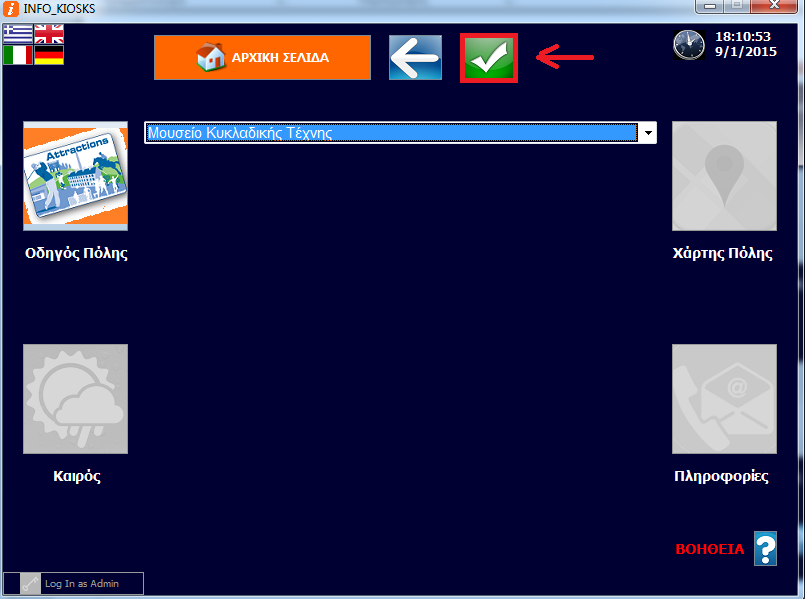 INFO_KIOSKS
ΑΡΧΙΚΗ ΣΕΛΙΔΑ
18:10:53
9/1/2015
Μουσείο Κυκλαδικής Τέχνης
Attractions
Οδηγός Πόλης
Χάρτης Πόλης
Καιρός
Πληροφορίες
ΒΟΗΘΕΙΑ ?
Log In as Admin